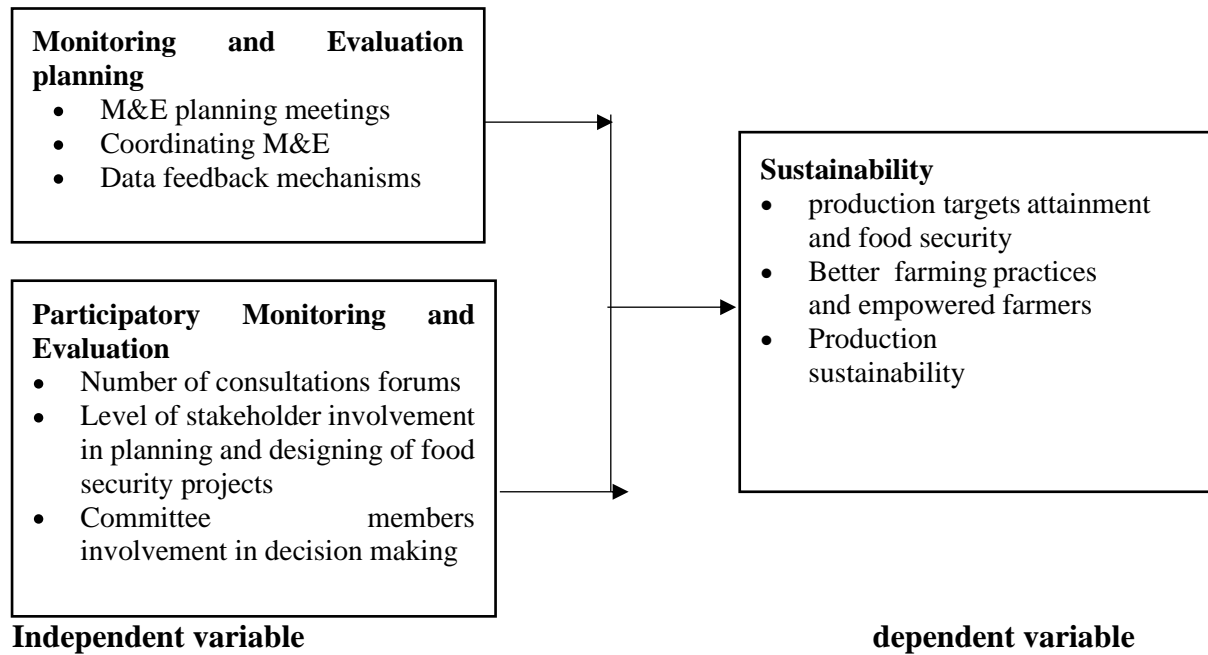 Monitoring and Evaluation
planning
• M&E planning meetings
• Coordinating M&E
• Data feedback mechanisms
Participatory Monitoring and
Evaluation
• Number of consultations forums
• Level of stakeholder involvement
in planning and designing of food
security projects
• Committee members
involvement in decision making
Sustainability
• production targets attainment
and food security
• Better farming practices
and empowered farmers
• Production
sustainability
Independent variable
dependent variable